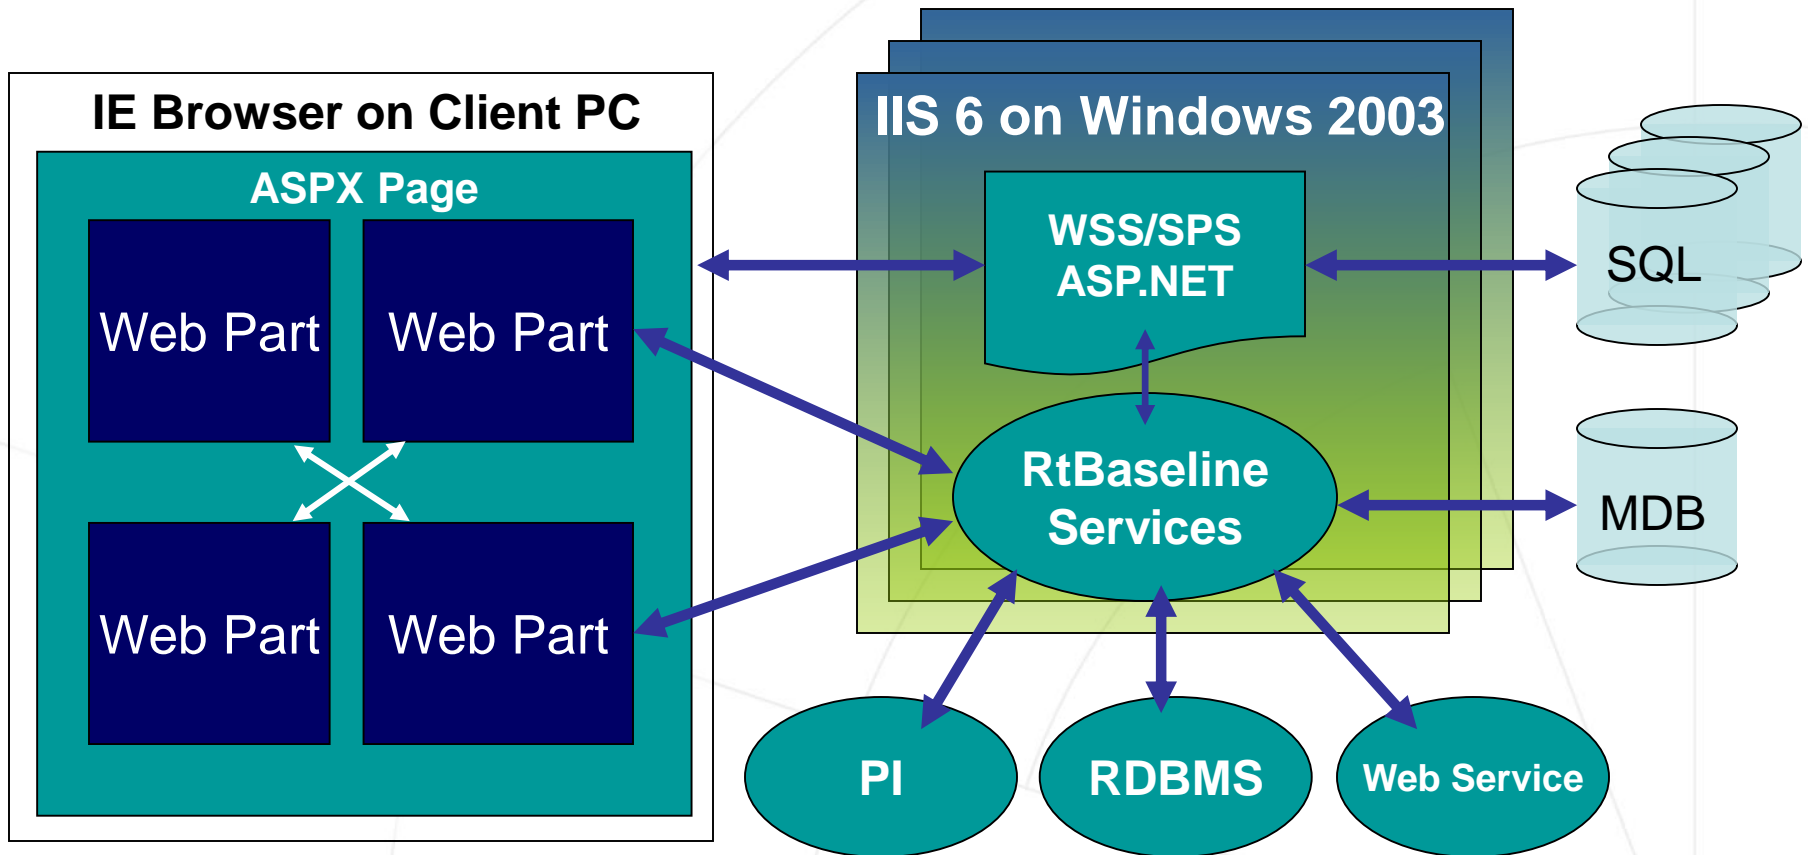 IE Browser on Client PC
ASPX Page
Web Part
Web Part
Web Part
Web Part
IIS 6 on Windows 2003
WSS/SPS
ASP.NET
RtBaseline
Services
SQL
MDB
PI
RDBMS
Web Service